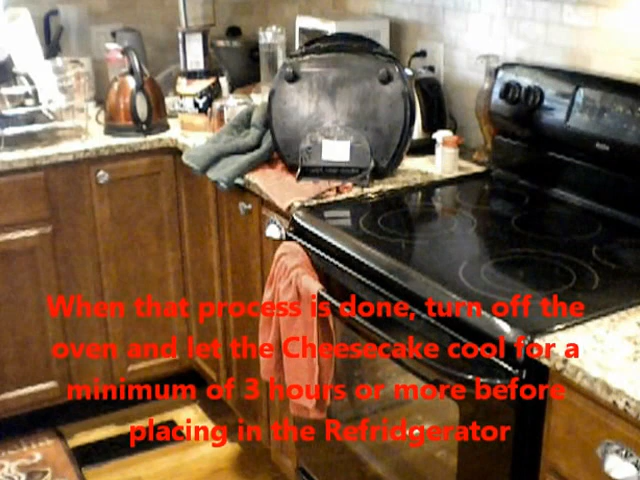 When that process is done, turn off the
oven and let the Cheesecake cool for a
minimum of 3 hours or more before
placing in the Refridgerator